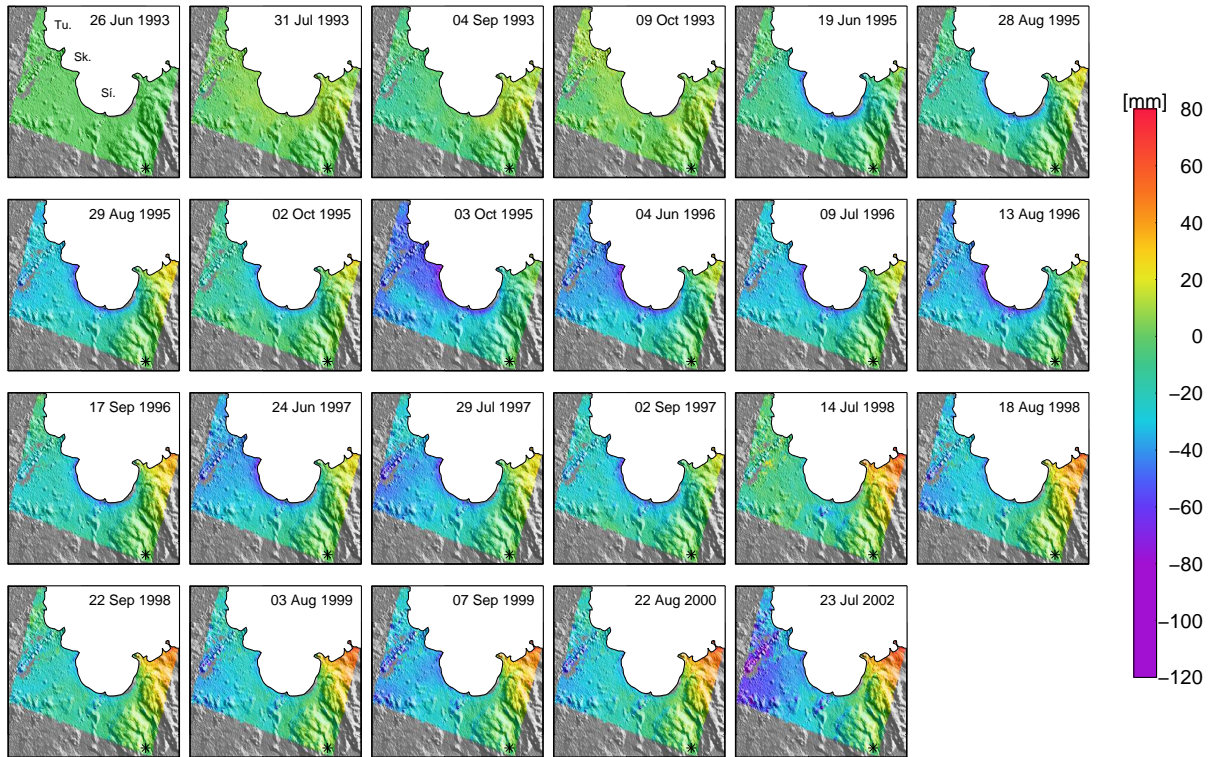 26 Jun 1993
31 Jul 1993
04 Sep 1993
09 Oct 1993
19 Jun 1995
28 Aug 1995
Tu.
Sk.
Sí.
[mm]
80
60
40
20
0
−20
−40
−60
−80
−100
−120
29 Aug 1995
02 Oct 1995
03 Oct 1995
04 Jun 1996
09 Jul 1996
13 Aug 1996
17 Sep 1996
24 Jun 1997
29 Jul 1997
02 Sep 1997
14 Jul 1998
18 Aug 1998
22 Sep 1998
03 Aug 1999
07 Sep 1999
22 Aug 2000
23 Jul 2002